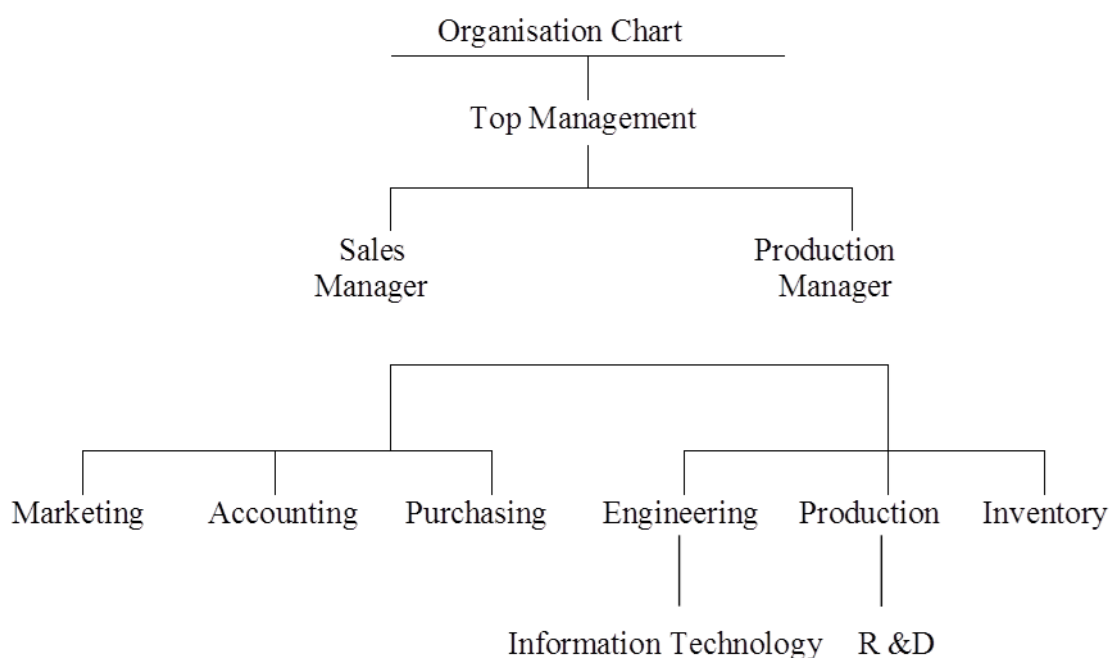 Organisation Chart
Top Management
Sales
Manager
Production
Manager
Marketing
Accounting
Purchasing
Engineering
Production
Inventory
Information Technology
R &D